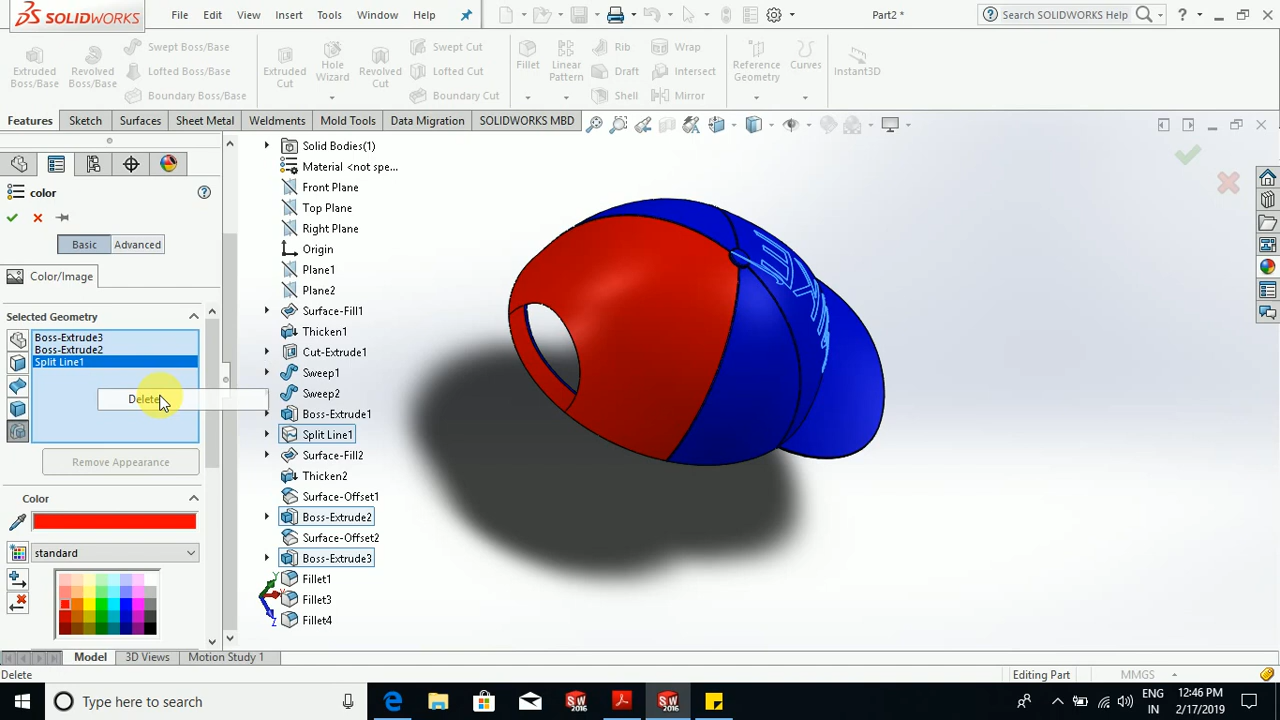 SOLIDWORKS File Edit View Insert Tools Window Help Part2 * Search SOLIDWORKS Help ?
Extruded Boss/Base
Revolved Boss/Base
Swept Boss/Base
Lofted Boss/Base
Boundary Boss/Base
Extruded Cut
Hole Wizard
Revolved Cut
Swept Cut
Lofted Cut
Boundary Cut
Fillet
Linear Pattern
Rib
Draft
Shell
Wrap
Intersect
Mirror
Reference Geometry
Curves
Instant3D
Features Sketch Surfaces Sheet Metal Weldments Mold Tools Data Migration SOLIDWORKS MBD
color ?
Basic Advanced
Color/Image
Selected Geometry
Boss-Extrude3
Boss-Extrude2
Split Line1
Delete
Remove Appearance
Color
standard
Solid Bodies(1)
Material <not spe...
Front Plane
Top Plane
Right Plane
Origin
Plane1
Plane2
Surface-Fill1
Thicken1
Cut-Extrude1
Sweep1
Sweep2
Boss-Extrude1
Split Line1
Surface-Fill2
Thicken2
Surface-Offset1
Boss-Extrude2
Surface-Offset2
Boss-Extrude3
Fillet1
Fillet3
Fillet4
Y
X
Z
Model 3D Views Motion Study 1
Delete Editing Part MMGS
Type here to search
SW 2016
SW 2016
ENG
IN
12:46 PM
2/17/2019